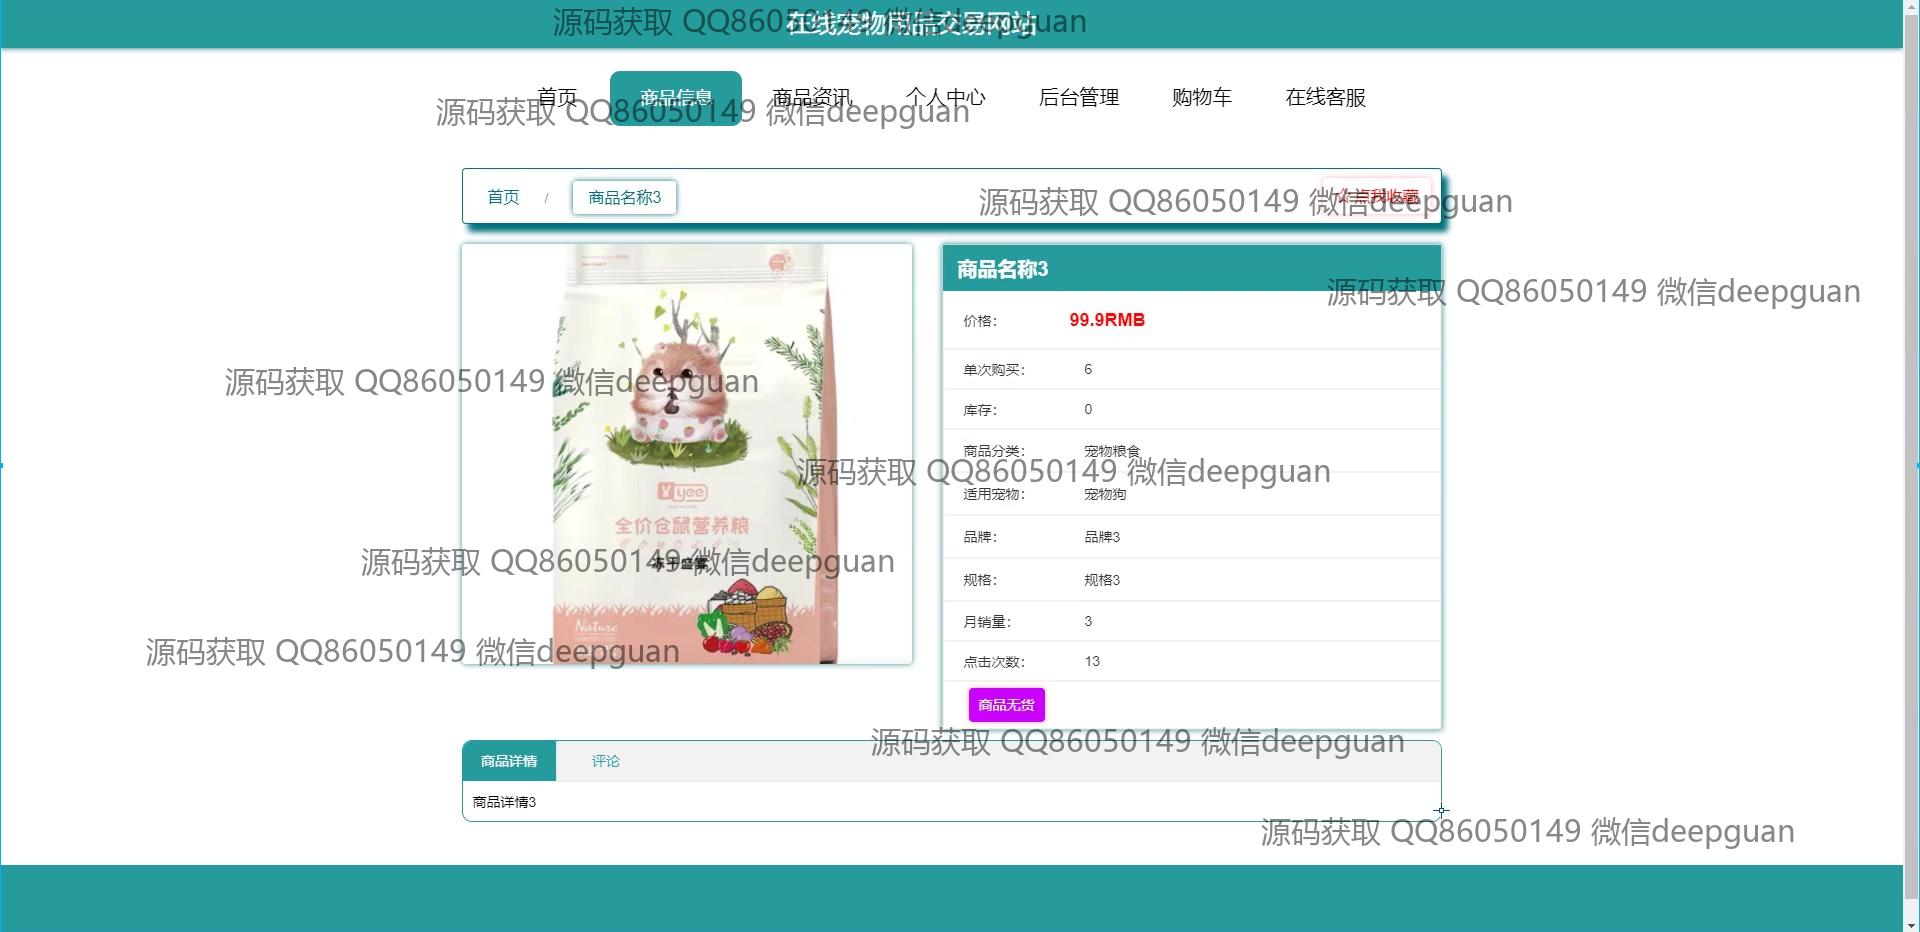 在线宠物用品交易网站
源码获取 QQ86050149 微信deepguan
首页 商品信息 商品资讯 个人中心 后台管理 购物车 在线客服
源码获取 QQ86050149 微信deepguan
首页 / 商品名称3 ☆点我收藏
源码获取 QQ86050149 微信deepguan
商品名称3
源码获取 QQ86050149 微信deepguan
价格: 99.9RMB
单次购买: 6
源码获取 QQ86050149 微信deepguan
库存: 0
商品分类: 宠物粮食
源码获取 QQ86050149 微信deepguan
适用宠物: 宠物狗
yee
全价仓鼠营养粮
品牌: 品牌3
源码获取 QQ86050149 微信deepguan
规格: 规格3
月销量: 3
Nature
源码获取 QQ86050149 微信deepguan
点击次数: 13
商品无货
源码获取 QQ86050149 微信deepguan
商品详情 评论
商品详情3
源码获取 QQ86050149 微信deepguan